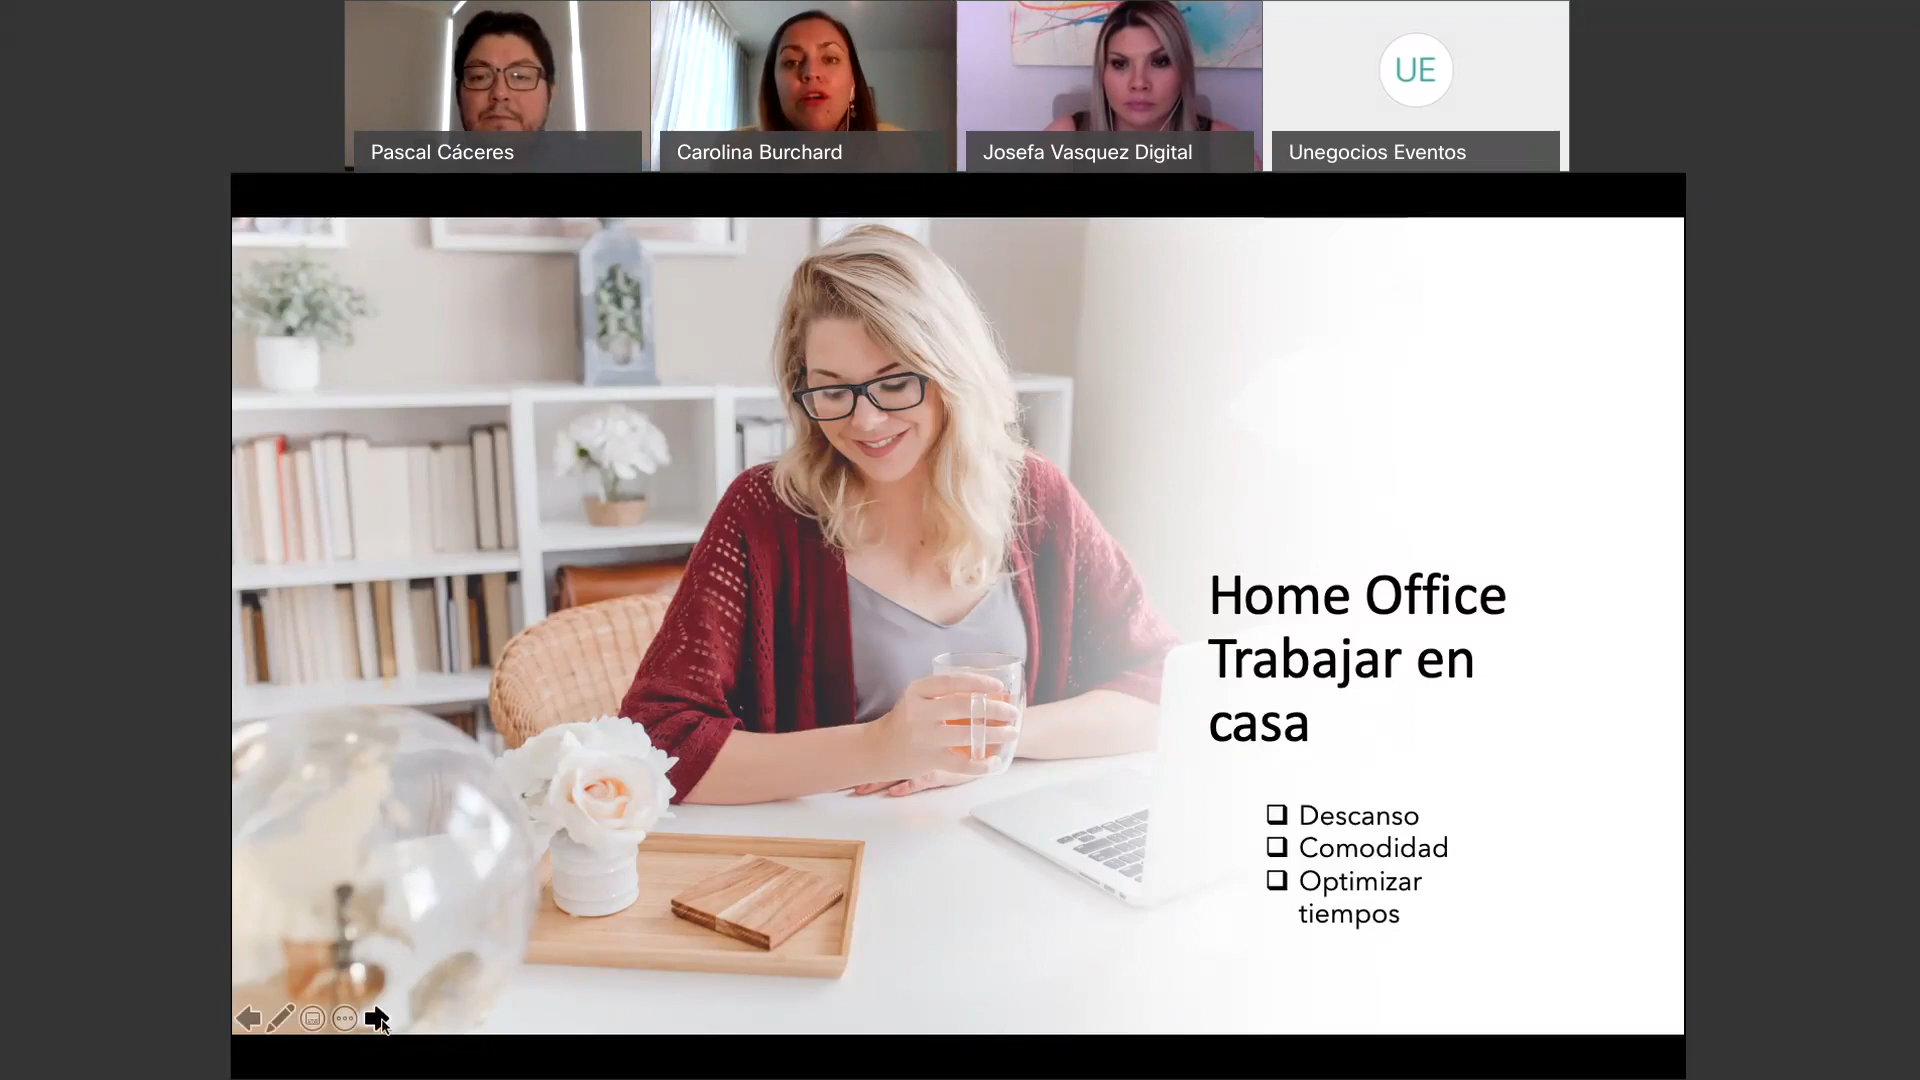 UE
Pascal Cáceres
Carolina Burchard
Josefa Vasquez Digital
Unegocios Eventos
Home Office
Trabajar en
casa
❑ Descanso
❑ Comodidad
❑ Optimizar
tiempos